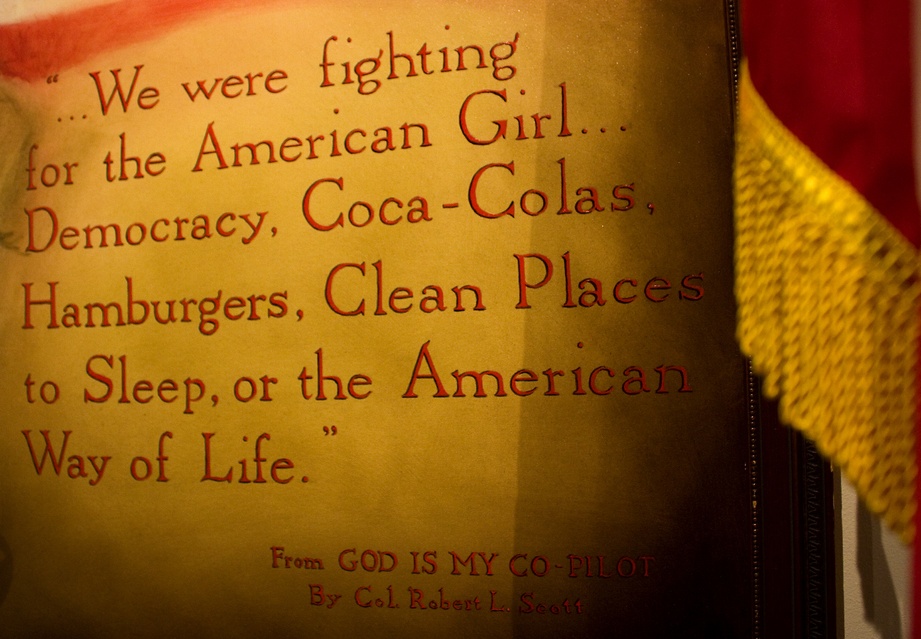 “...We were fighting
for the American Girl...
Democracy, Coca-Colas,
Hamburgers, Clean Places
to Sleep, or the American
Way of Life.”
From GOD IS MY CO-PILOT
By Col. Robert L. Scott